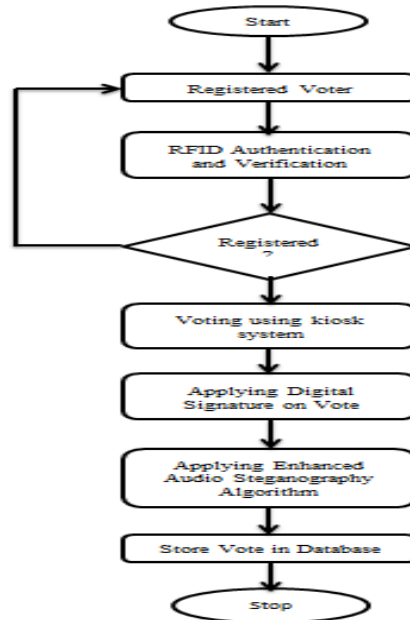 Start
Registered Voter
RFID Authentication
and Verification
Registered
?
Voting using kiosk
system
Applying Digital
Signature on Vote
Applying Enhanced
Audio Steganography
Algorithm
Store Vote in Database
Stop